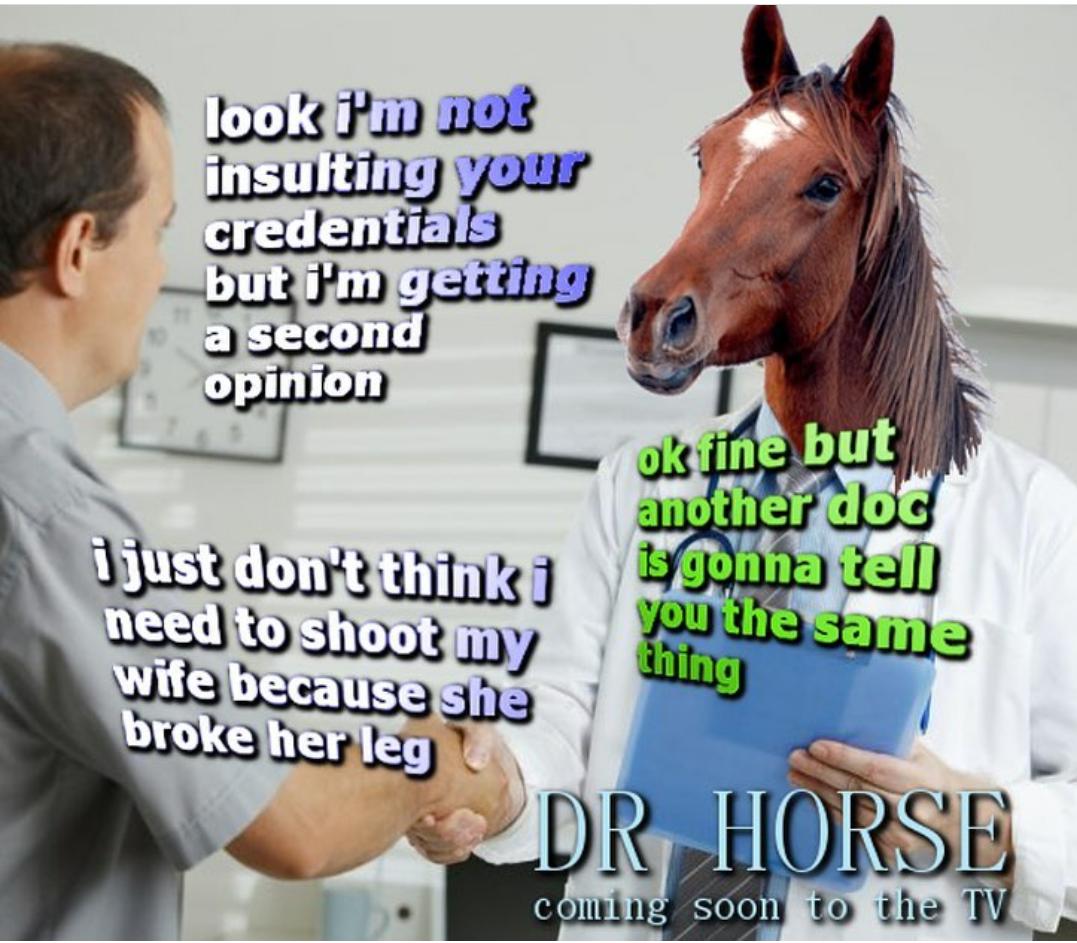 look i'm not
insulting your
credentials
but i'm getting
a second
opinion
ok fine but
another doc
is gonna tell
you the same
thing
i just don't think i
need to shoot my
wife because she
broke her leg
DR HORSE
coming soon to the TV